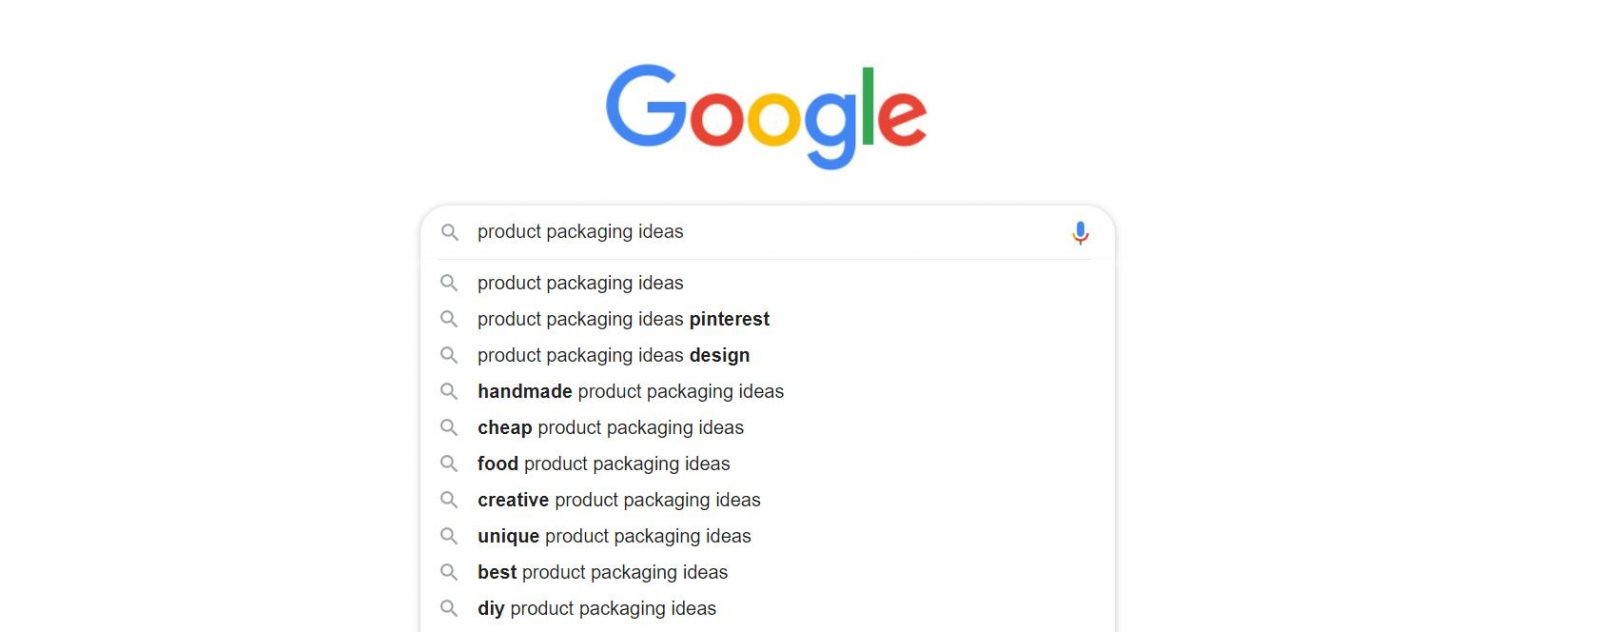 Google
product packaging ideas
product packaging ideas
product packaging ideas pinterest
product packaging ideas design
handmade product packaging ideas
cheap product packaging ideas
food product packaging ideas
creative product packaging ideas
unique product packaging ideas
best product packaging ideas
diy product packaging ideas